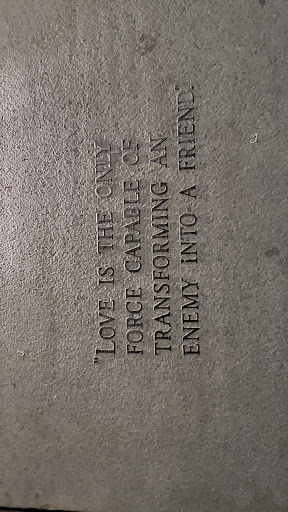 "LOVE IS THE ONLY
FORCE CAPABLE OF
TRANSFORMING AN
ENEMY INTO A FRIEND."